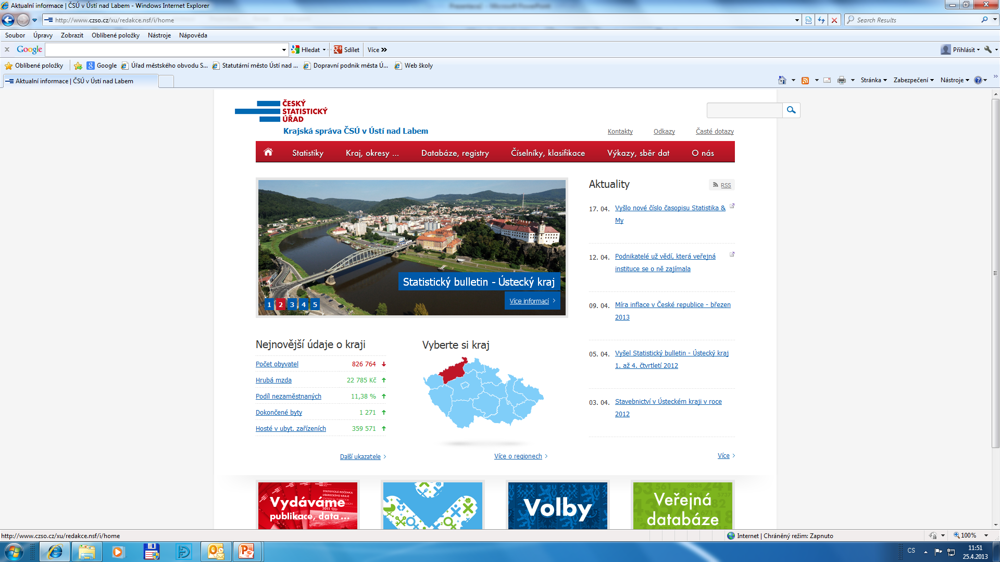 Aktualní informace | ČSÚ v Ústí nad Labem - Windows Internet Explorer
http://www.czso.cz/xu/redakce.nsf/i/home
Search Results
Soubor Úpravy Zobrazit Oblíbené položky Nástroje Nápověda
x Google Hledat Sdílet Více »
Přihlásit
Oblíbené položky Google Úřad městského obvodu S... Statutární město Ústí nad ... Dopravní podnik města Ú... Web školy
Aktualní informace | ČSÚ v Ústí nad Labem
Stránka Zabezpečení Nástroje
ČESKÝ
STATISTICKÝ
ÚŘAD
Krajská správa ČSÚ v Ústí nad Labem
Kontakty Odkazy Časté dotazy
Statistiky Kraj, okresy ... Databáze, registry Číselníky, klasifikace Výkazy, sběr dat O nás
Statistický bulletin - Ústecký kraj
Více informací
1 2 3 4 5
Aktuality
RSS
17. 04. Vyšlo nové číslo časopisu Statistika &
My
12. 04. Podnikatelé už vědí, která veřejná
instituce se o ně zajímala
09. 04. Míra inflace v České republice - březen
2013
05. 04. Vyšel Statistický bulletin - Ústecký kraj
1. až 4. čtvrtletí 2012
03. 04. Stavebnictví v Ústeckém kraji v roce
2012
Více
Nejnovější údaje o kraji
Počet obyvatel 826 764
Hrubá mzda 22 785 Kč
Podíl nezaměstnaných 11,38 %
Dokončené byty 1 271
Hosté v ubyt. zařízeních 359 571
Další ukazatele
Vyberte si kraj
Více o regionech
Vydáváme
publikace, data ...
Volby
Veřejná
databáze
http://www.czso.cz/xu/redakce.nsf/i/home
Internet | Chráněný režim: Zapnuto
100%
CS
11:51
25.4.2013